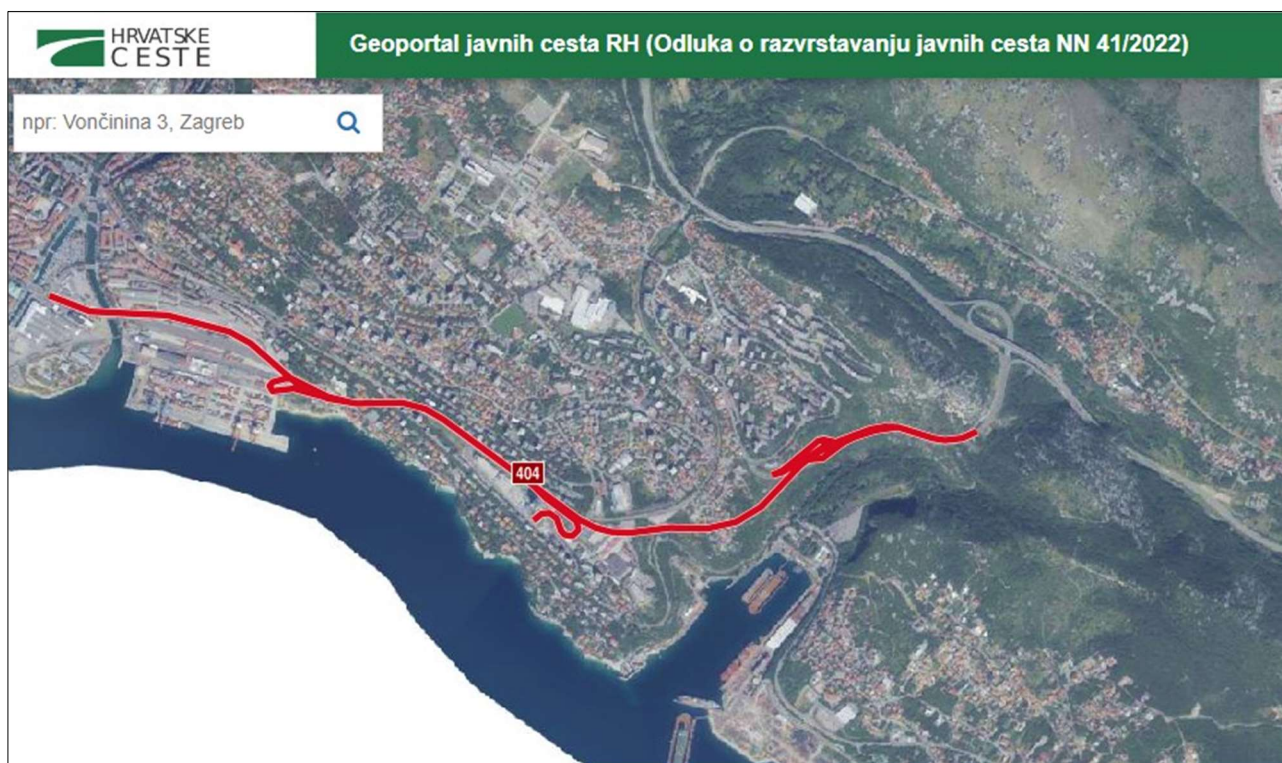 HRVATSKE
CESTE
Geoportal javnih cesta RH (Odluka o razvrstavanju javnih cesta NN 41/2022)
npr: Vončinina 3, Zagreb
404